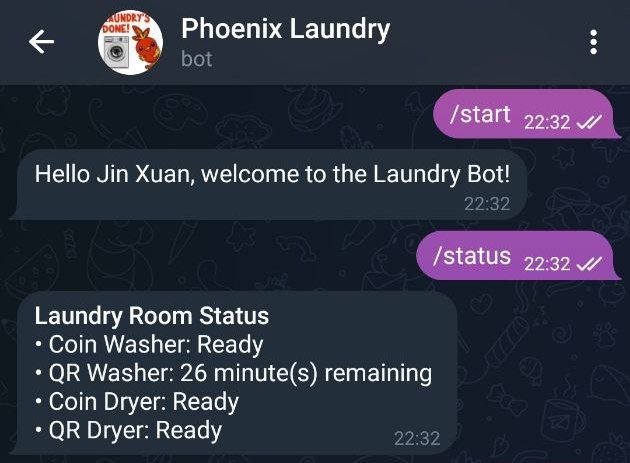 LAUNDRY'S
DONE!
Phoenix Laundry
bot
/start 22:32
Hello Jin Xuan, welcome to the Laundry Bot!
22:32
/status 22:32
Laundry Room Status
• Coin Washer: Ready
• QR Washer: 26 minute(s) remaining
• Coin Dryer: Ready
• QR Dryer: Ready
22:32